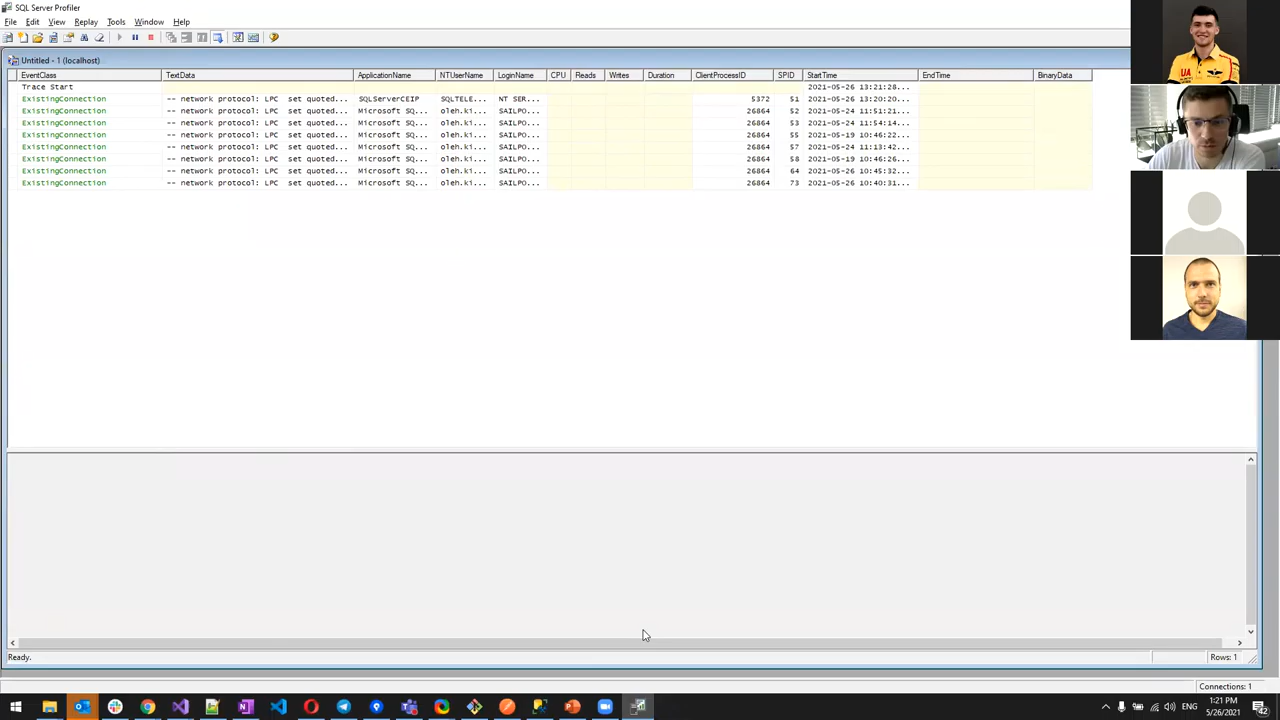 SQL Server Profiler
File Edit View Replay Tools Window Help
Untitled - 1 (localhost)
EventClass TextData ApplicationName NTUserName LoginName CPU Reads Writes Duration ClientProcessID SPID StartTime EndTime BinaryData
Trace Start 2021-05-26 13:21:28...
ExistingConnection -- network protocol: LPC set quoted... SQLServerCEIP SQLTELE... NT SER... 5372 51 2021-05-26 13:20:20...
ExistingConnection -- network protocol: LPC set quoted... Microsoft SQ... oleh.ki... SAILPO... 26864 52 2021-05-24 11:51:21...
ExistingConnection -- network protocol: LPC set quoted... Microsoft SQ... oleh.ki... SAILPO... 26864 53 2021-05-24 11:54:14...
ExistingConnection -- network protocol: LPC set quoted... Microsoft SQ... oleh.ki... SAILPO... 26864 55 2021-05-19 10:46:22...
ExistingConnection -- network protocol: LPC set quoted... Microsoft SQ... oleh.ki... SAILPO... 26864 57 2021-05-24 11:13:42...
ExistingConnection -- network protocol: LPC set quoted... Microsoft SQ... oleh.ki... SAILPO... 26864 58 2021-05-19 10:46:26...
ExistingConnection -- network protocol: LPC set quoted... Microsoft SQ... oleh.ki... SAILPO... 26864 64 2021-05-26 10:45:32...
ExistingConnection -- network protocol: LPC set quoted... Microsoft SQ... oleh.ki... SAILPO... 26864 73 2021-05-26 10:40:31...
UA
Ready. Rows: 1
Connections: 1
ENG 1:21 PM 42
5/26/2021